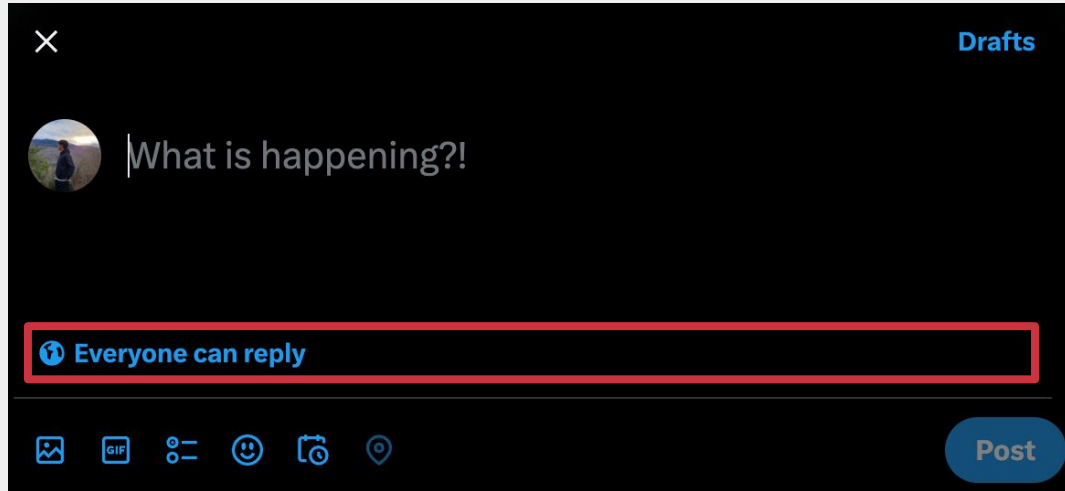 Drafts
What is happening?!
Everyone can reply
GIF
Post